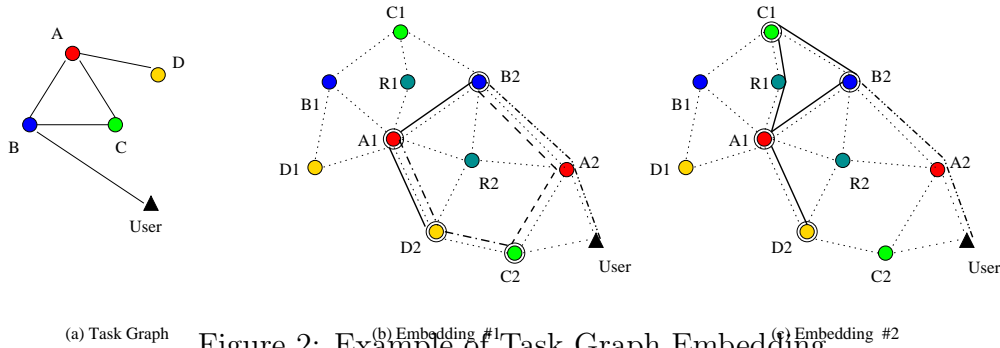 A
D
B
C
User
C1
B1
R1
B2
A1
D1
R2
A2
D2
C2
User
C1
B1
R1
B2
A1
D1
R2
A2
D2
C2
User
(a) Task Graph
(b) Embedding #1
(c) Embedding #2
Figure 2: Example of Task Graph Embedding